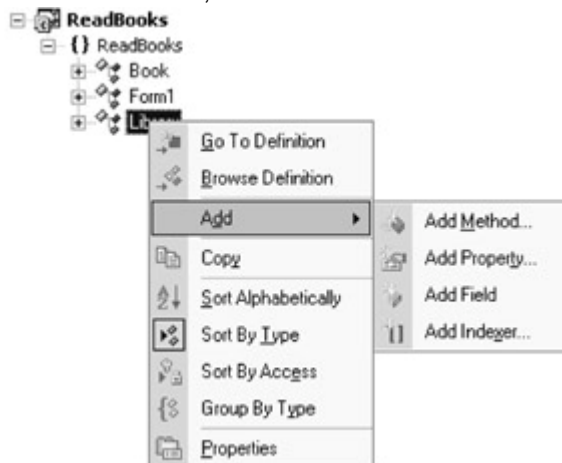 ReadBooks
{} ReadBooks
Book
Form1
Go To Definition
Browse Definition
Add
Copy
Sort Alphabetically
Sort By Type
Sort By Access
Group By Type
Properties
Add Method...
Add Property...
Add Field
Add Indexer...